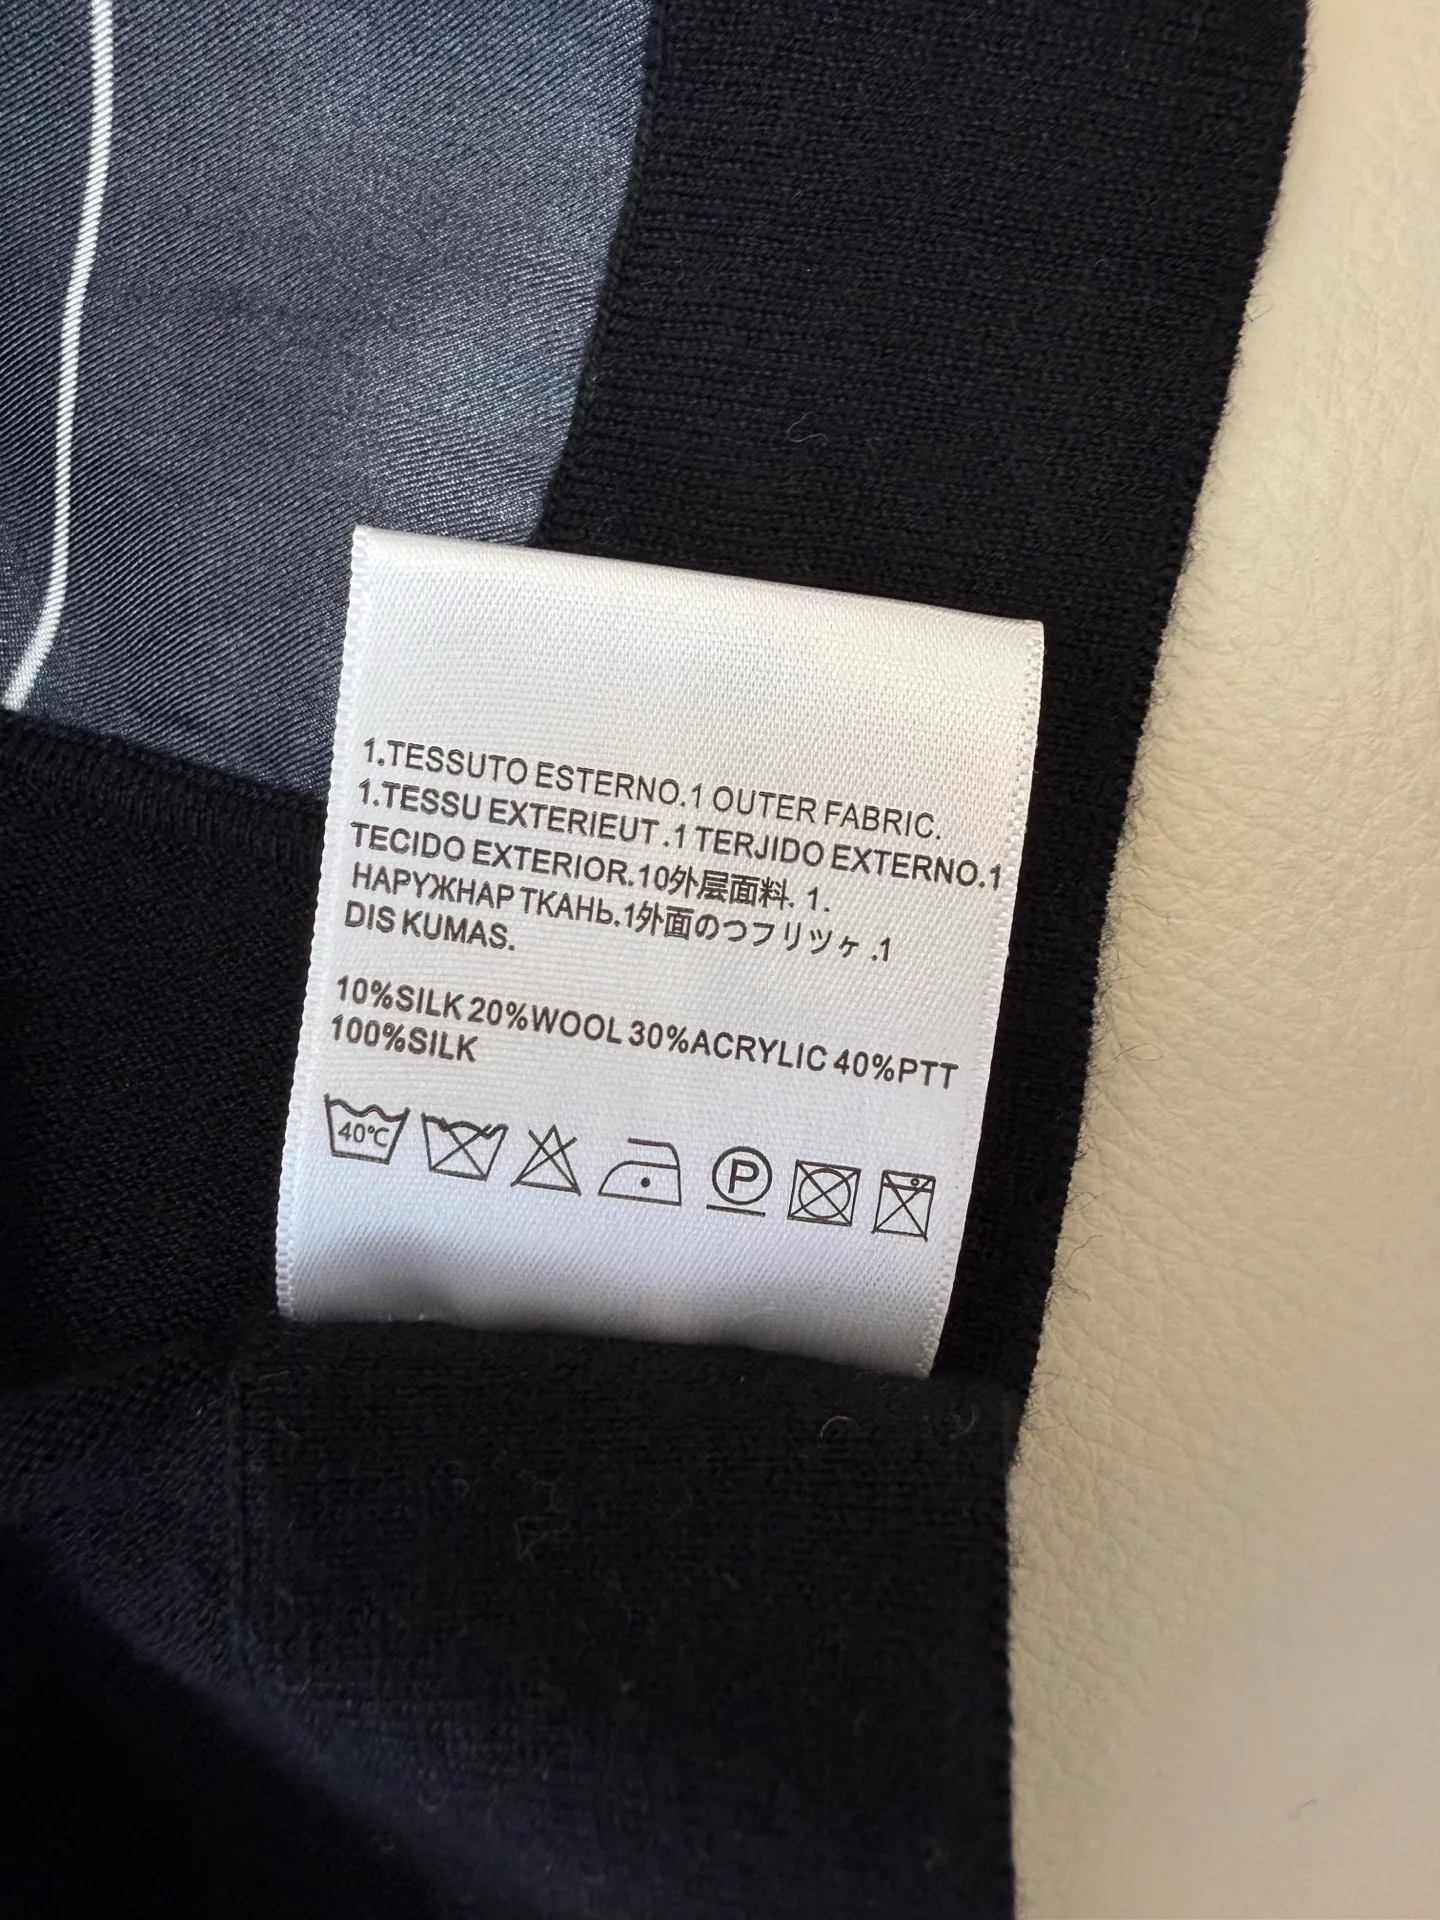 1.TESSUTO ESTERNO.1 OUTER FABRIC.
1.TESSU EXTERIEUT .1 TERJIDO EXTERNO.1
TECIDO EXTERIOR.10外层面料. 1.
НАРУЖНАР ТКАНЬ.1外面のつフリツヶ .1
DIS KUMAS.
10%SILK 20%WOOL 30%ACRYLIC 40%PTT
100%SILK
40°C P